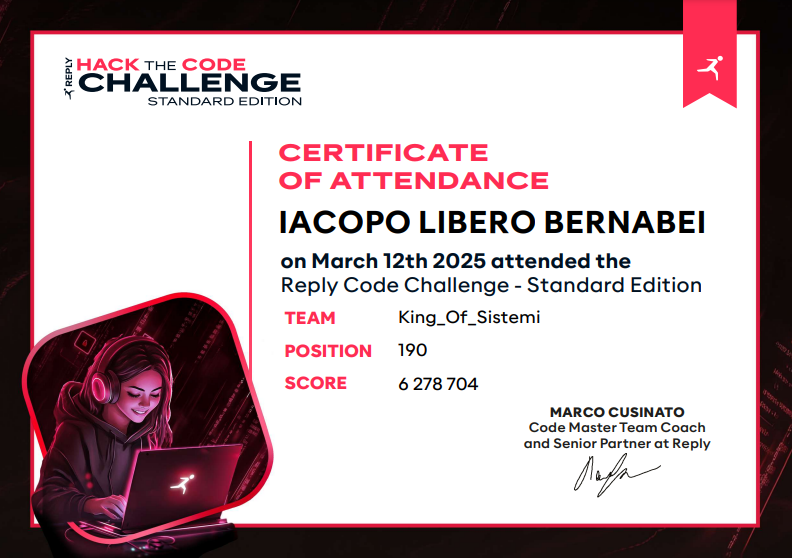 REPLY
HACK THE CODE
CHALLENGE
STANDARD EDITION
CERTIFICATE
OF ATTENDANCE
IACOPO LIBERO BERNABEI
on March 12th 2025 attended the
Reply Code Challenge - Standard Edition
TEAM King_Of_Sistemi
POSITION 190
SCORE 6 278 704
MARCO CUSINATO
Code Master Team Coach
and Senior Partner at Reply